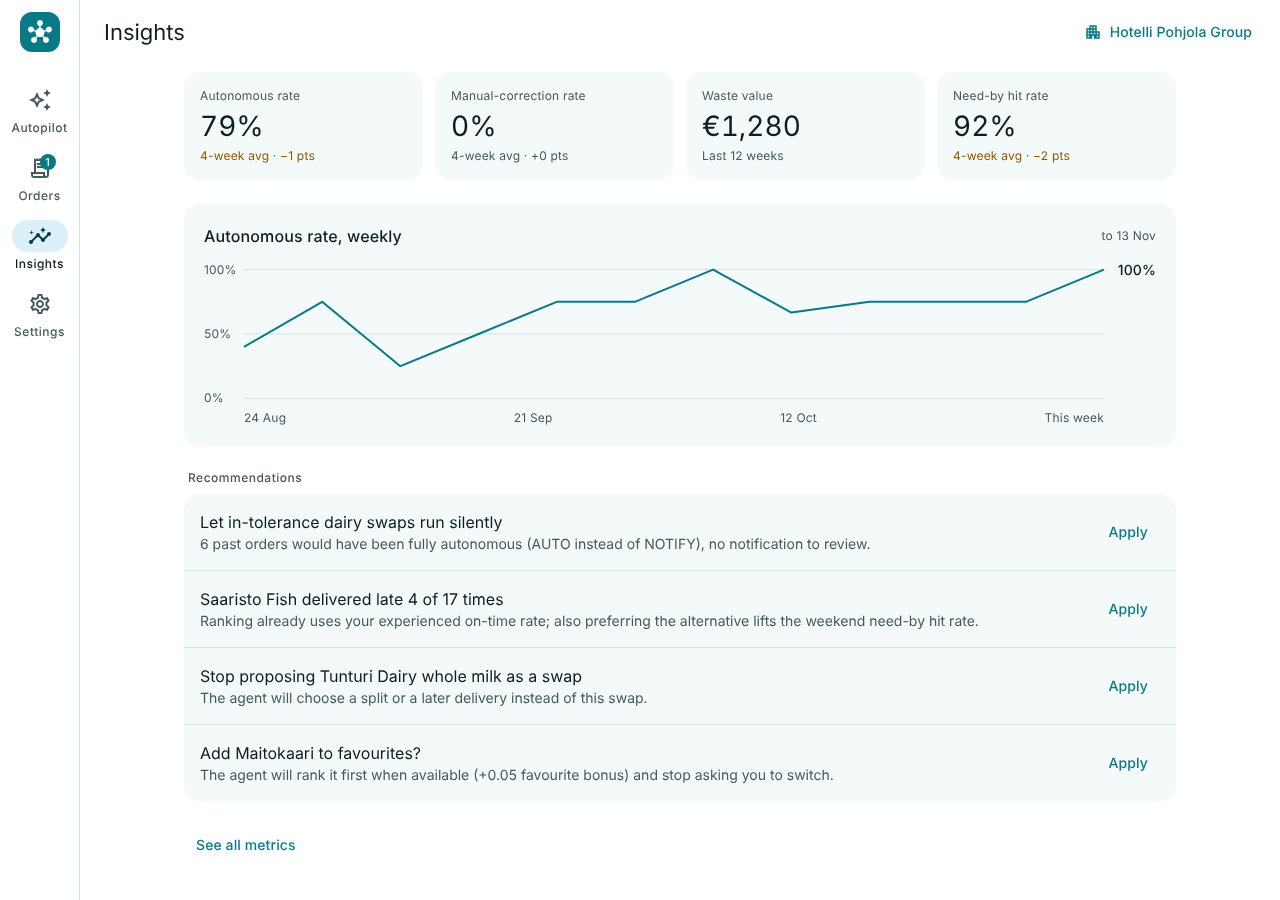 Insights
Hotelli Pohjola Group
Autopilot
1
Orders
Insights
Settings
Autonomous rate
79%
4-week avg · −1 pts
Manual-correction rate
0%
4-week avg · +0 pts
Waste value
€1,280
Last 12 weeks
Need-by hit rate
92%
4-week avg · −2 pts
Autonomous rate, weekly
to 13 Nov
100%
50%
0%
100%
24 Aug
21 Sep
12 Oct
This week
Recommendations
Let in-tolerance dairy swaps run silently
6 past orders would have been fully autonomous (AUTO instead of NOTIFY), no notification to review.
Apply
Saaristo Fish delivered late 4 of 17 times
Ranking already uses your experienced on-time rate; also preferring the alternative lifts the weekend need-by hit rate.
Apply
Stop proposing Tunturi Dairy whole milk as a swap
The agent will choose a split or a later delivery instead of this swap.
Apply
Add Maitokaari to favourites?
The agent will rank it first when available (+0.05 favourite bonus) and stop asking you to switch.
Apply
See all metrics